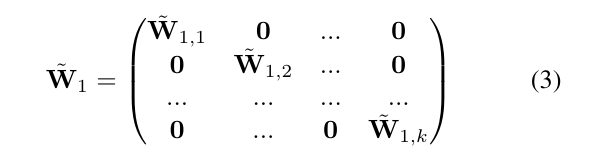 W̃₁ =
W̃₁,₁ 0 ... 0
0 W̃₁,₂ ... 0
... ... ... ...
0 ... 0 W̃₁,ₖ
(3)